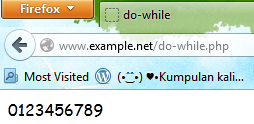 Firefox
do-while
www.example.net/do-while.php
Most Visited (•‿•) ♥•Kumpulan kali...
0123456789